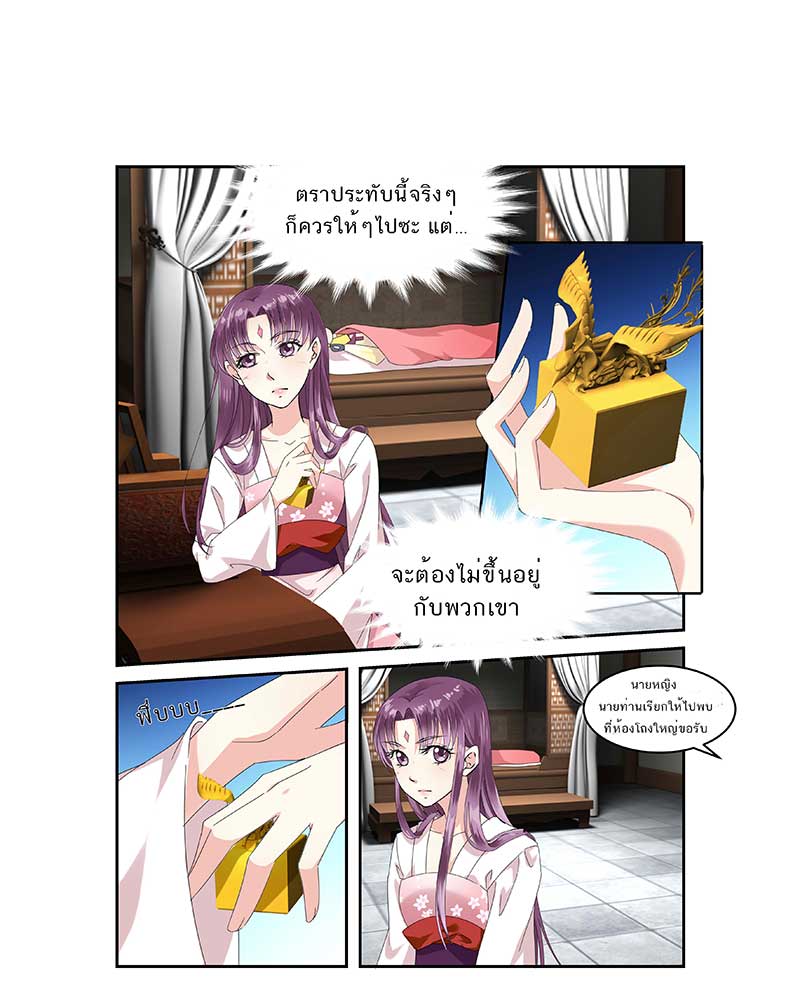 ตราประทับนี้จริงๆ
ก็ควรให้ๆไปซะ แต่...
จะต้องไม่ขึ้นอยู่
กับพวกเขา
ฟึ่บบบ
นายหญิง
นายท่านเรียกให้ไปพบ
ที่ห้องโถงใหญ่ขอรับ